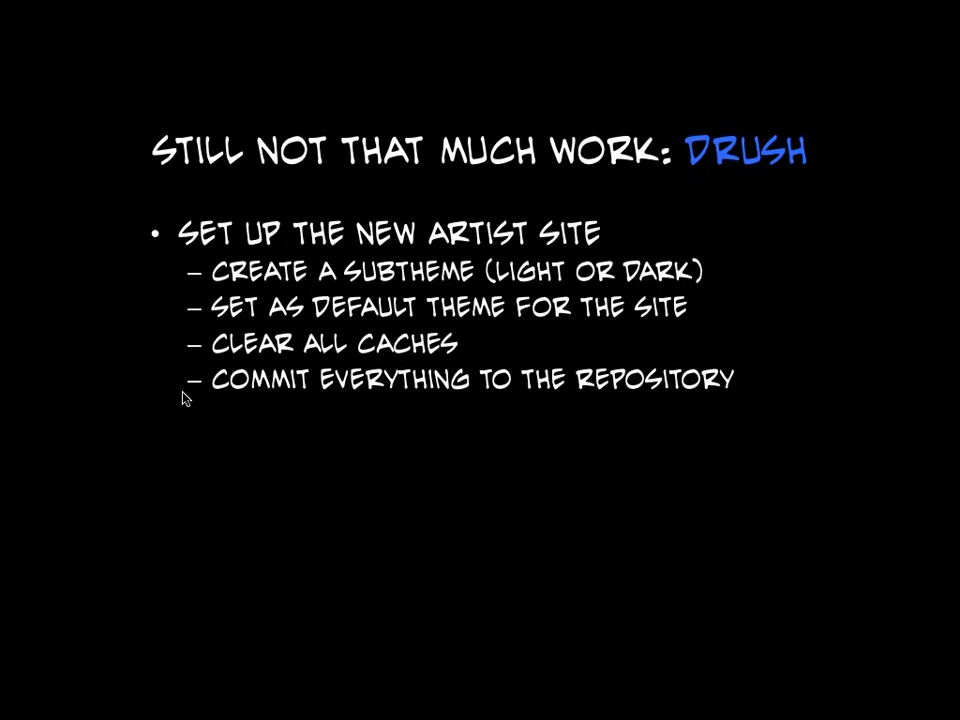 STILL NOT THAT MUCH WORK: DRUSH
• SET UP THE NEW ARTIST SITE
– CREATE A SUBTHEME (LIGHT OR DARK)
– SET AS DEFAULT THEME FOR THE SITE
– CLEAR ALL CACHES
– COMMIT EVERYTHING TO THE REPOSITORY